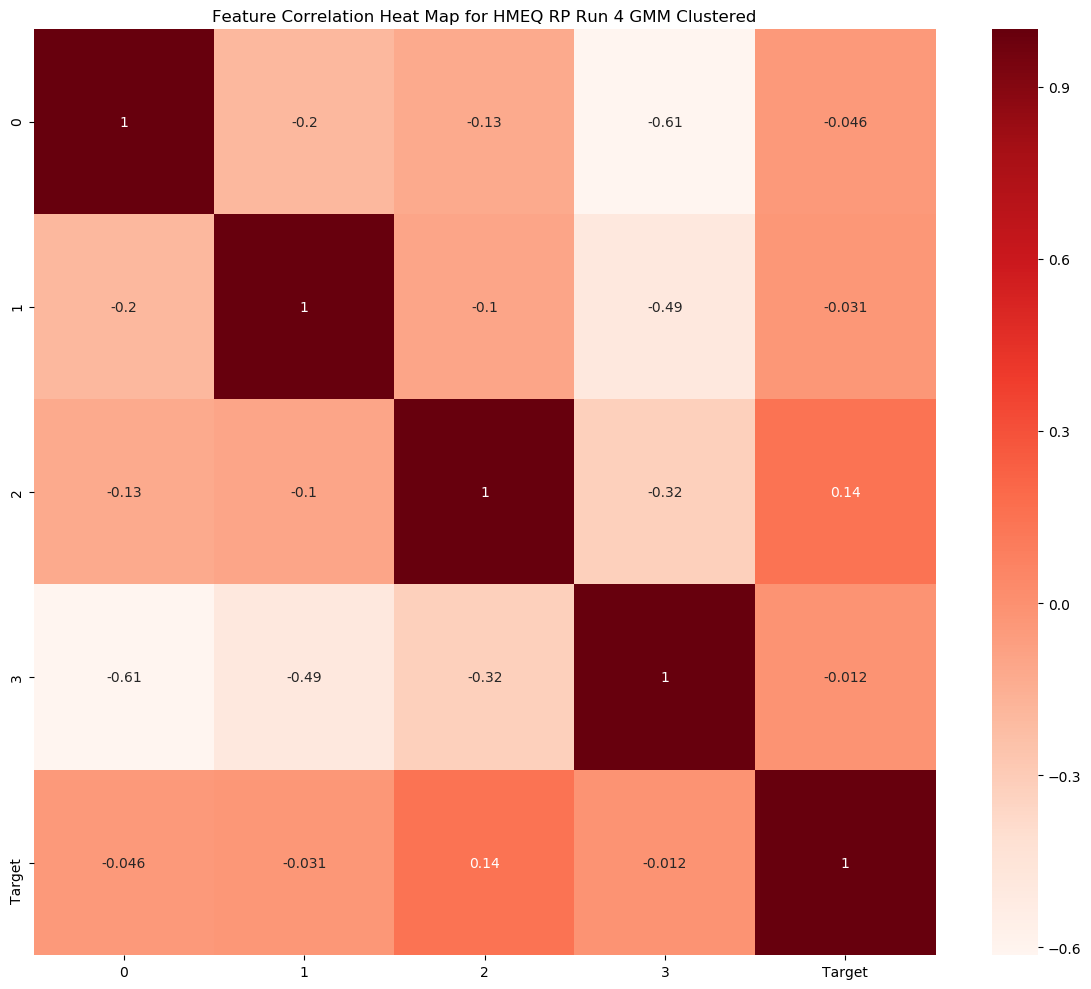 Feature Correlation Heat Map for HMEQ RP Run 4 GMM Clustered
0 1 -0.2 -0.13 -0.61 -0.046
1 -0.2 1 -0.1 -0.49 -0.031
2 -0.13 -0.1 1 -0.32 0.14
3 -0.61 -0.49 -0.32 1 -0.012
Target -0.046 -0.031 0.14 -0.012 1
0 1 2 3 Target
0.9
0.6
0.3
0.0
−0.3
−0.6